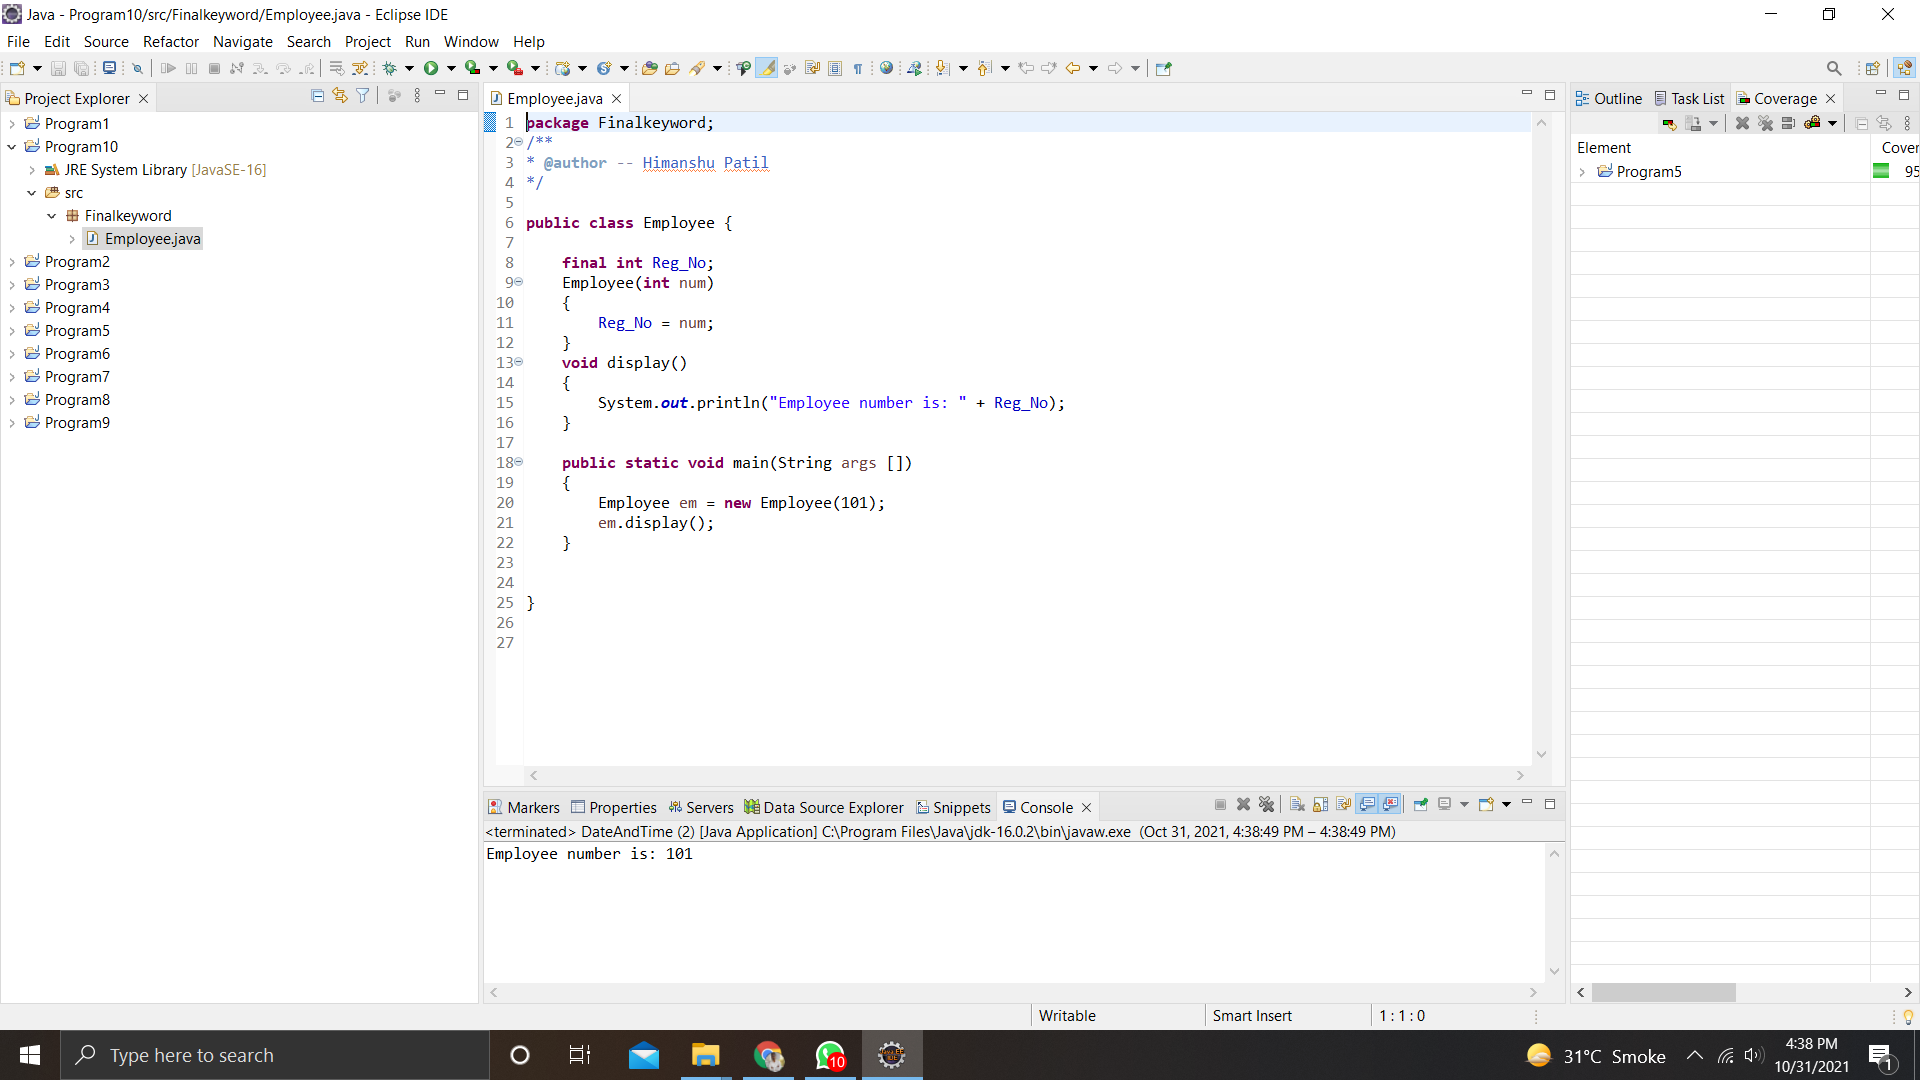 Java - Program10/src/Finalkeyword/Employee.java - Eclipse IDE
File Edit Source Refactor Navigate Search Project Run Window Help
Project Explorer
Program1
Program10
JRE System Library [JavaSE-16]
src
Finalkeyword
Employee.java
Program2
Program3
Program4
Program5
Program6
Program7
Program8
Program9
Employee.java
1 package Finalkeyword;
2 /**
3 * @author -- Himanshu Patil
4 */
5
6 public class Employee {
7
8 final int Reg_No;
9 Employee(int num)
10 {
11 Reg_No = num;
12 }
13 void display()
14 {
15 System.out.println("Employee number is: " + Reg_No);
16 }
17
18 public static void main(String args [])
19 {
20 Employee em = new Employee(101);
21 em.display();
22 }
23
24
25 }
26
27
Outline Task List Coverage
Element Cover
Program5 95
Markers Properties Servers Data Source Explorer Snippets Console
<terminated> DateAndTime (2) [Java Application] C:\Program Files\Java\jdk-16.0.2\bin\javaw.exe (Oct 31, 2021, 4:38:49 PM – 4:38:49 PM)
Employee number is: 101
Writable Smart Insert 1 : 1 : 0
Type here to search
10
31°C Smoke
4:38 PM
10/31/2021
1